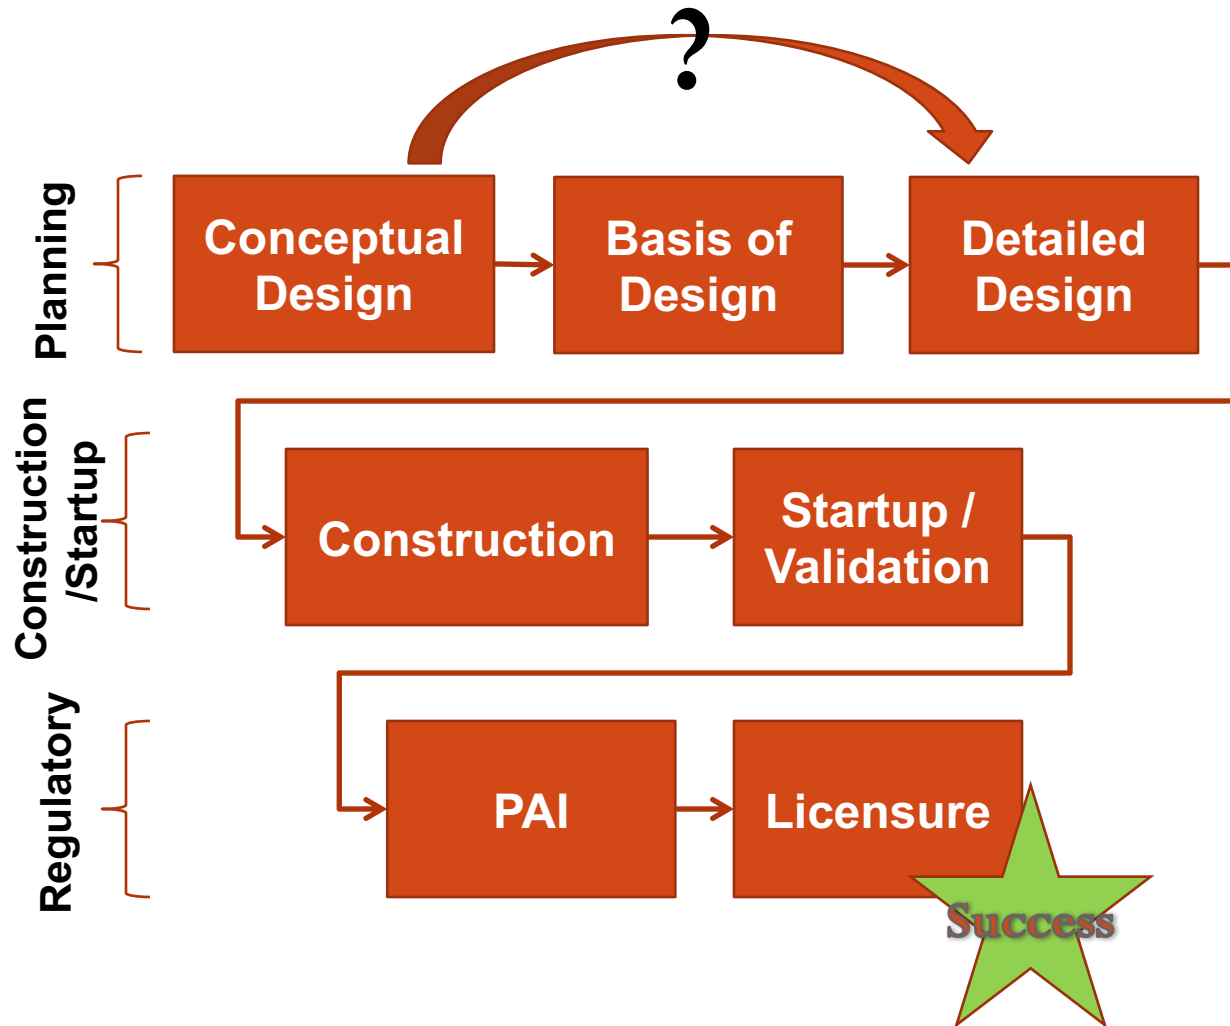 ?
Planning
Conceptual
Design
Basis of
Design
Detailed
Design
Construction
/Startup
Construction
Startup /
Validation
Regulatory
PAI
Licensure
Success